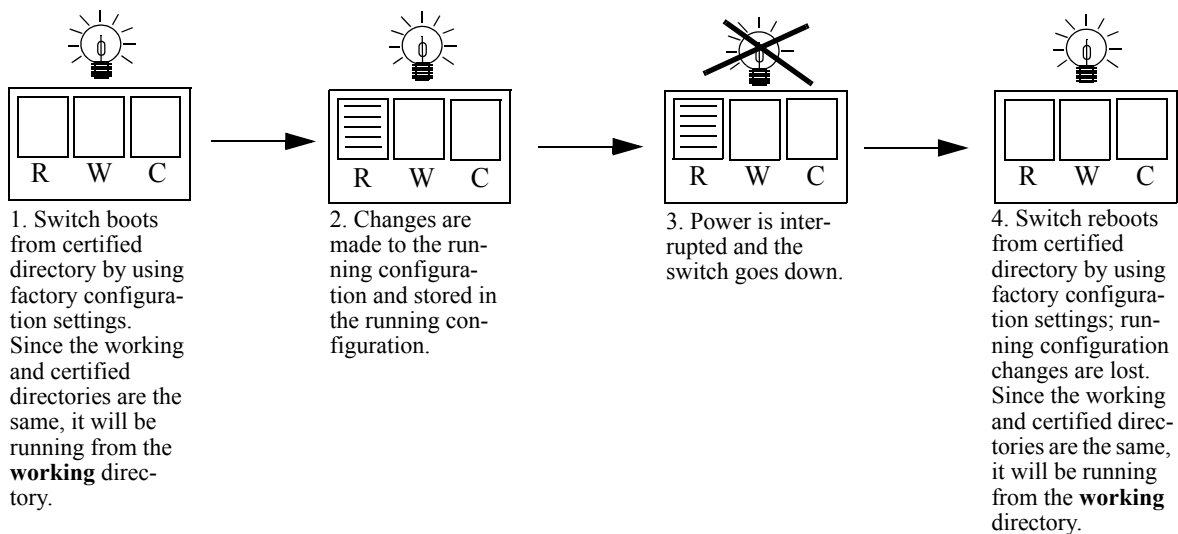 R W C
R W C
R W C
R W C
1. Switch boots
from certified
directory by using
factory configura-
tion settings.
Since the working
and certified
directories are the
same, it will be
running from the
working direc-
tory.
2. Changes are
made to the run-
ning configura-
tion and stored in
the running con-
figuration.
3. Power is inter-
rupted and the
switch goes down.
4. Switch reboots
from certified
directory by using
factory configura-
tion settings; run-
ning configuration
changes are lost.
Since the working
and certified direc-
tories are the same,
it will be running
from the working
directory.